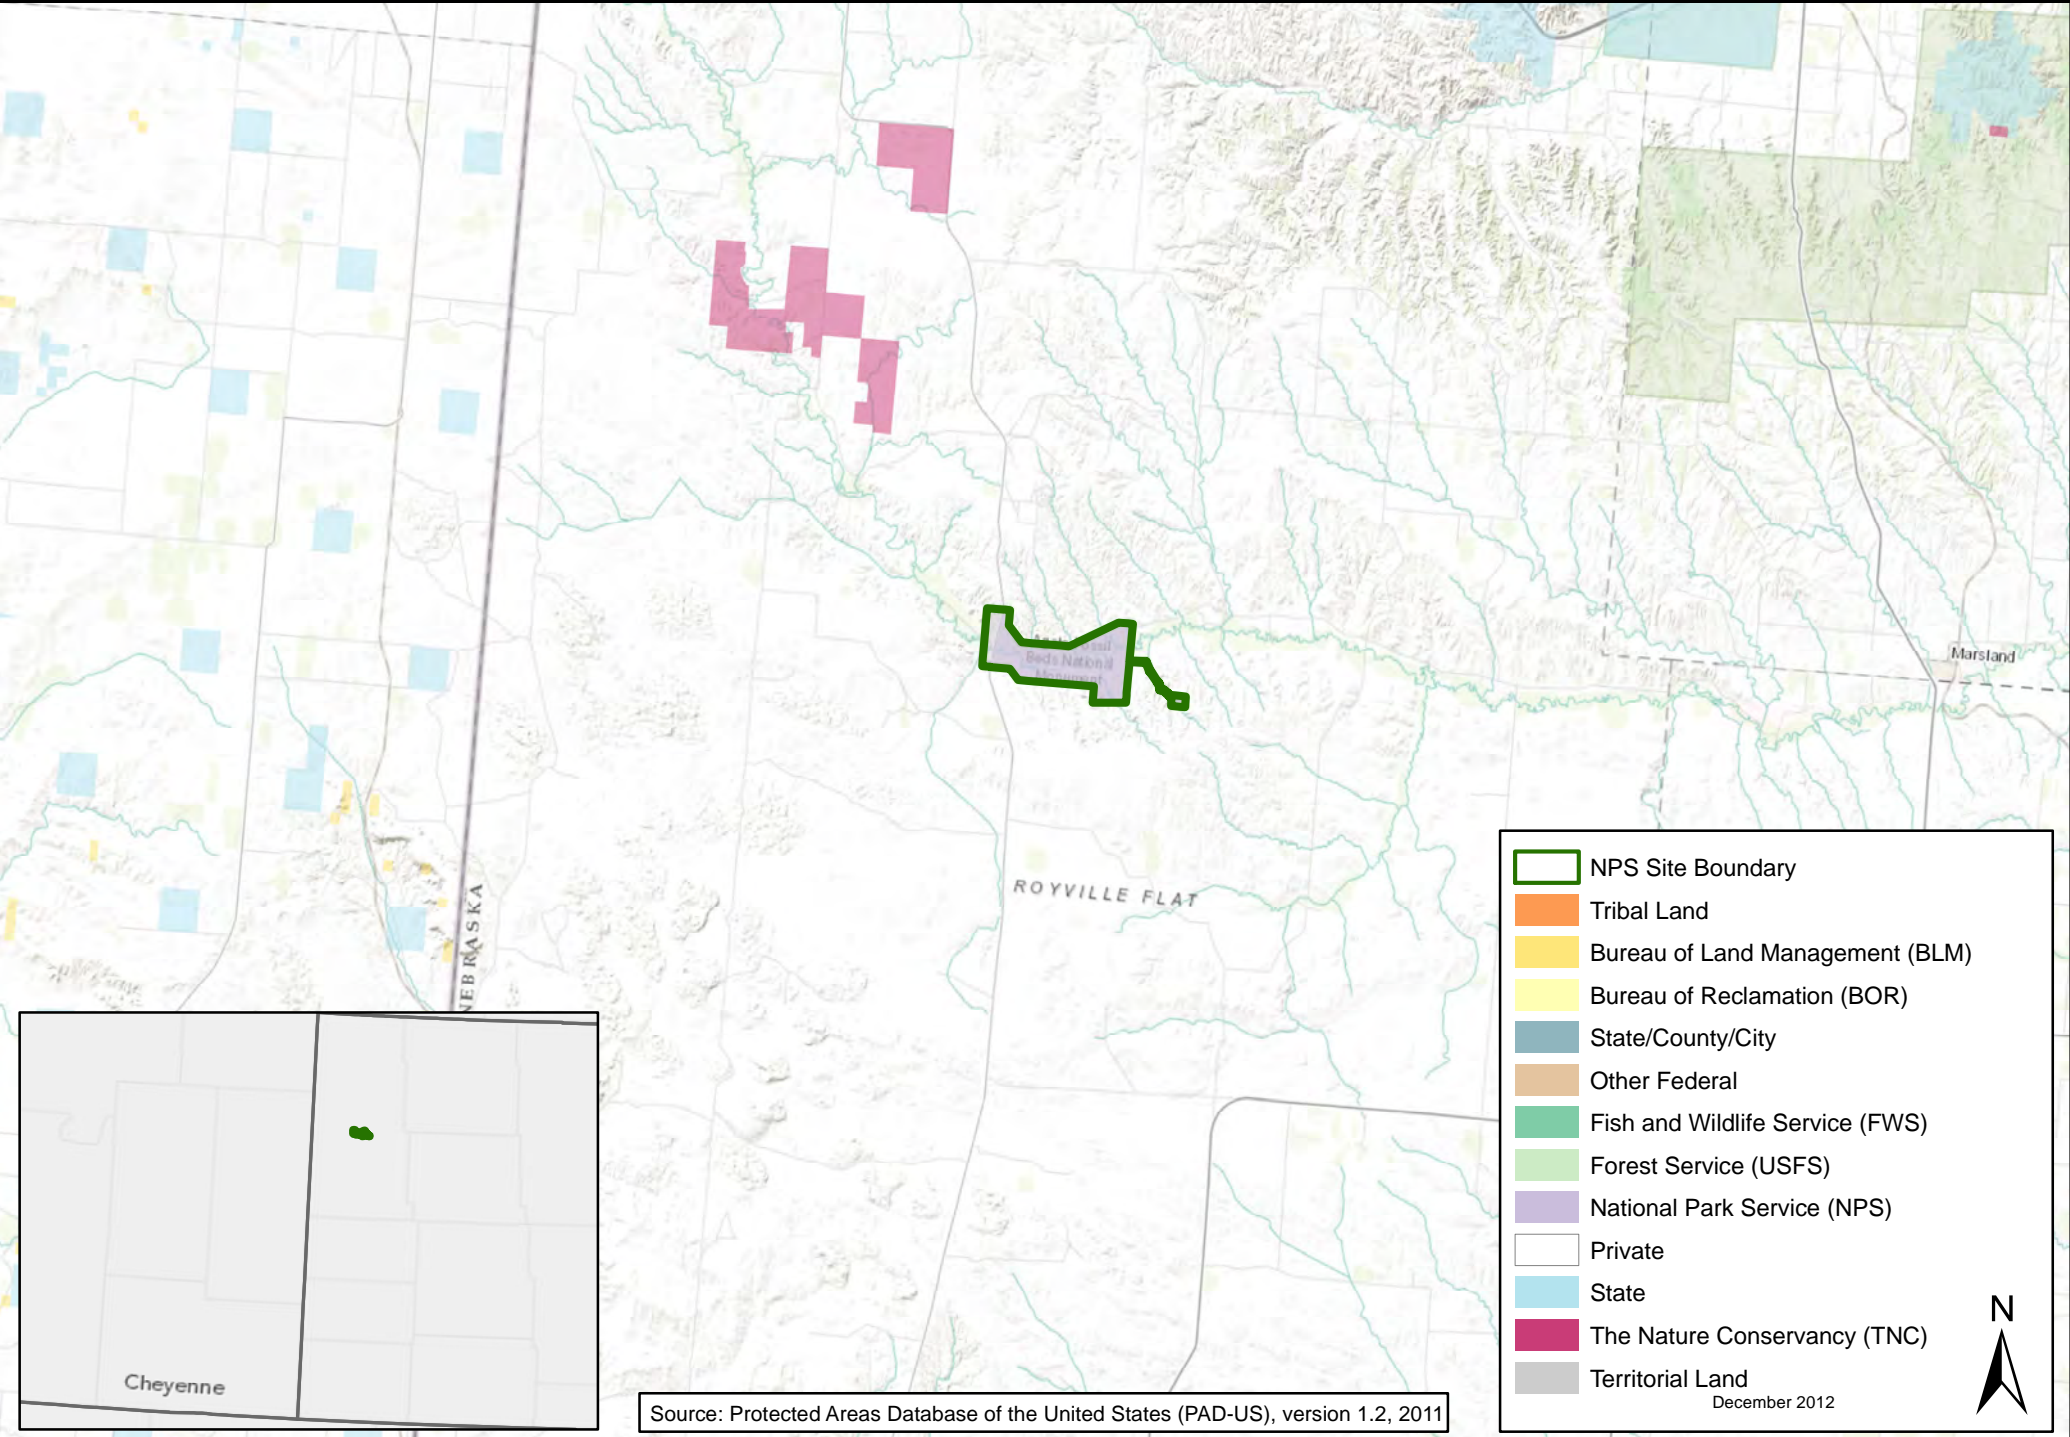 Beds National
Monument
Marsland
ROYVILLE FLAT
NEBRASKA
Cheyenne
NPS Site Boundary
Tribal Land
Bureau of Land Management (BLM)
Bureau of Reclamation (BOR)
State/County/City
Other Federal
Fish and Wildlife Service (FWS)
Forest Service (USFS)
National Park Service (NPS)
Private
State
The Nature Conservancy (TNC)
Territorial Land
December 2012
N
Source: Protected Areas Database of the United States (PAD-US), version 1.2, 2011